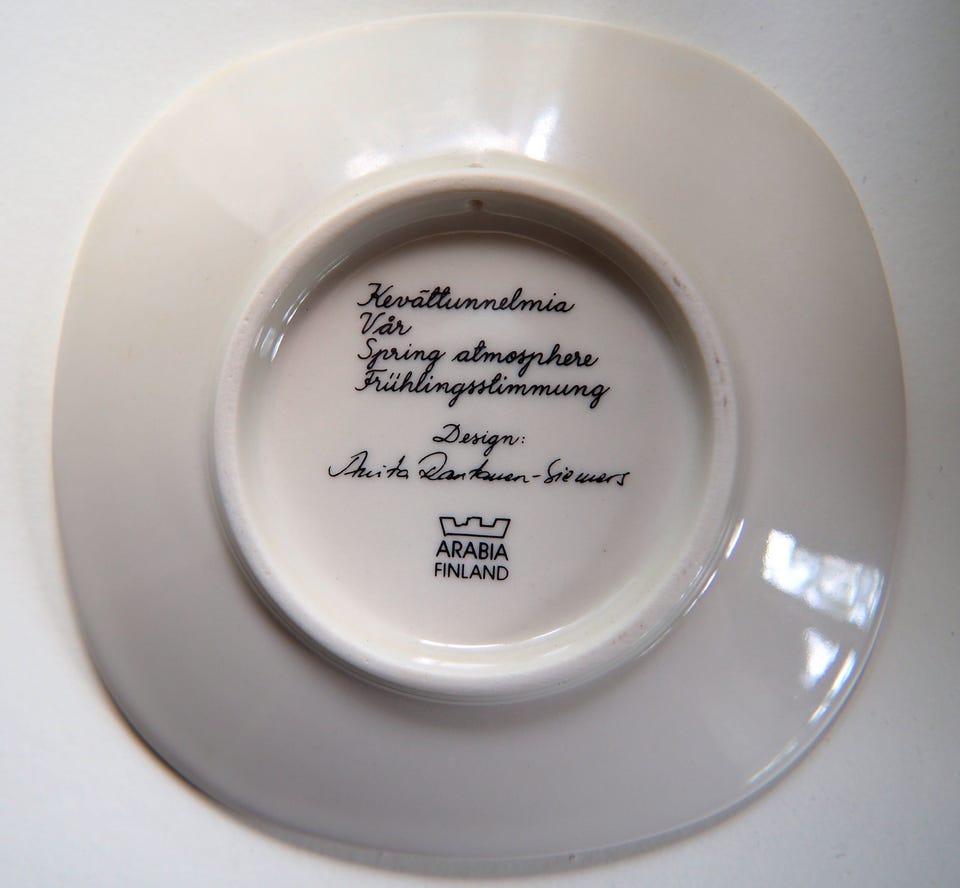 Kevättunnelmia
Vår
Spring atmosphere
Frühlingsstimmung
Design:
Anita Rantanen-Siemers
ARABIA
FINLAND